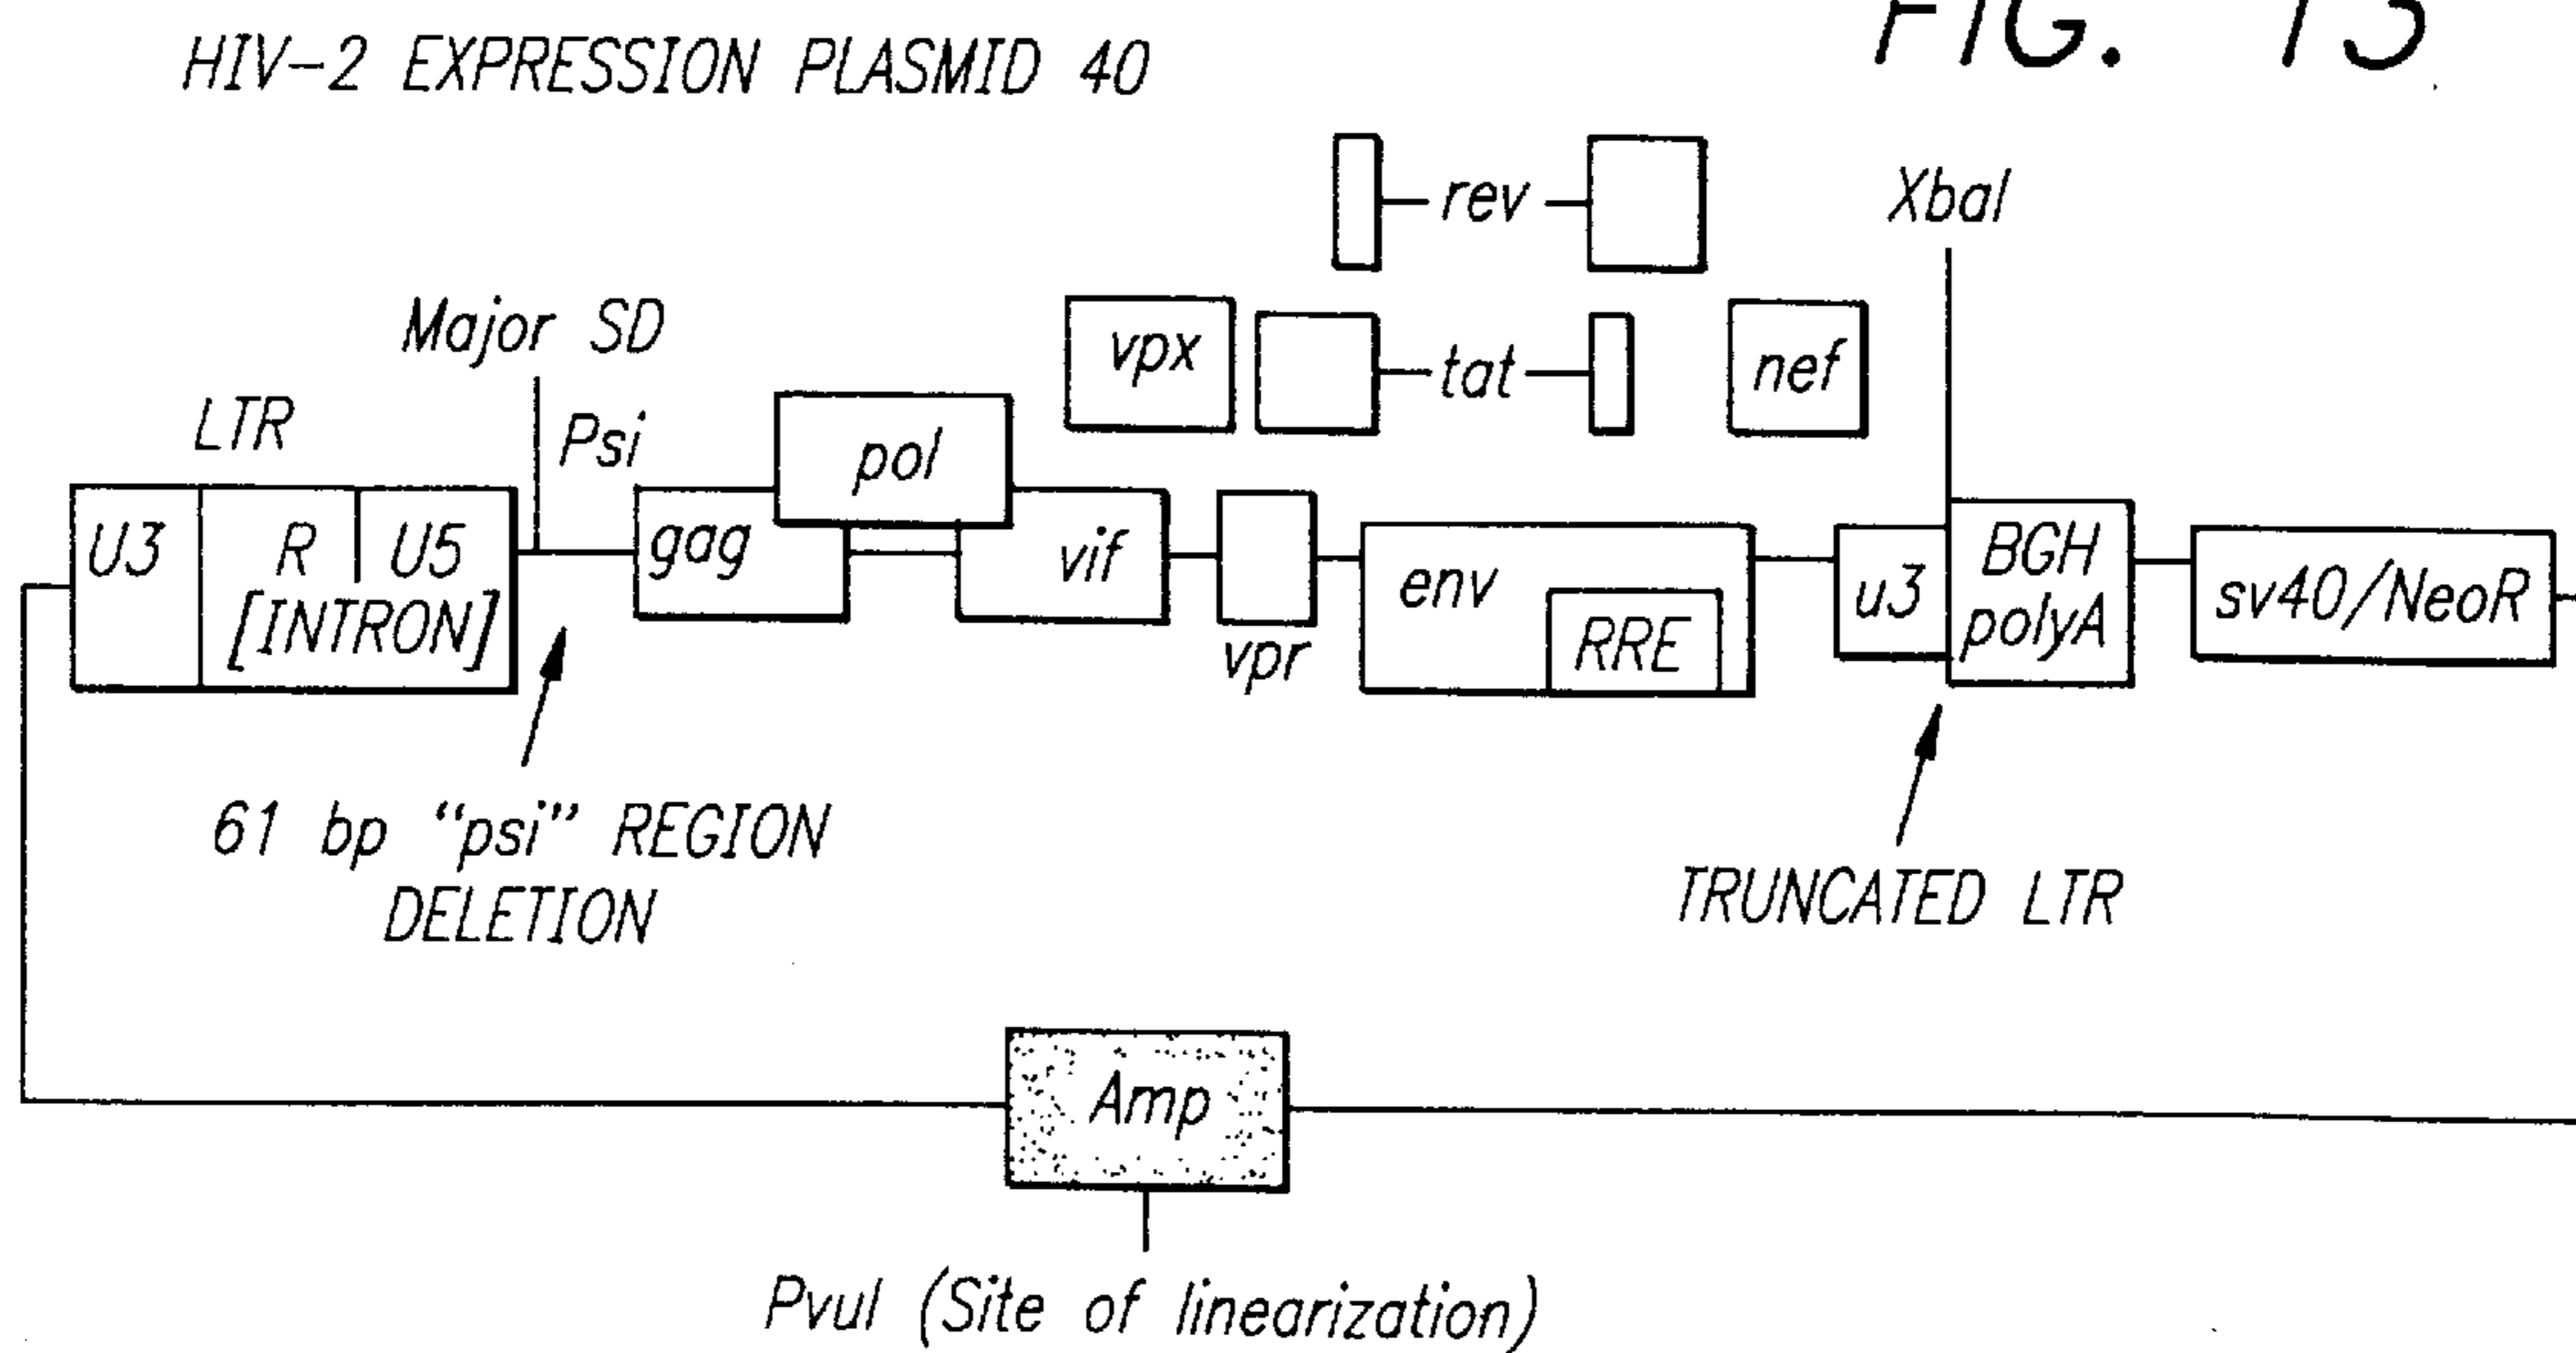 FIG. 13
HIV-2 EXPRESSION PLASMID 40
rev
XbaI
Major SD
vpx
tat
nef
LTR
Psi
pol
U3
R
U5
[INTRON]
gag
vif
vpr
env
RRE
u3
BGH
polyA
sv40/NeoR
61 bp “psi” REGION
DELETION
TRUNCATED LTR
Amp
PvuI (Site of linearization)